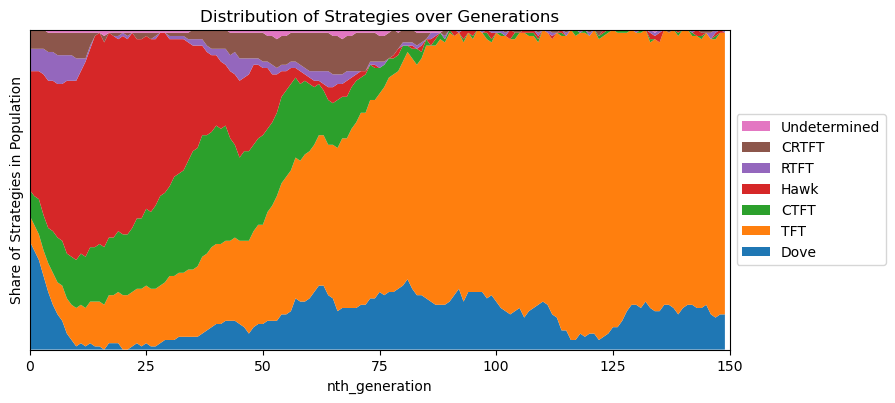 Distribution of Strategies over Generations
Share of Strategies in Population
Undetermined
CRTFT
RTFT
Hawk
CTFT
TFT
Dove
0 25 50 75 100 125 150
nth_generation